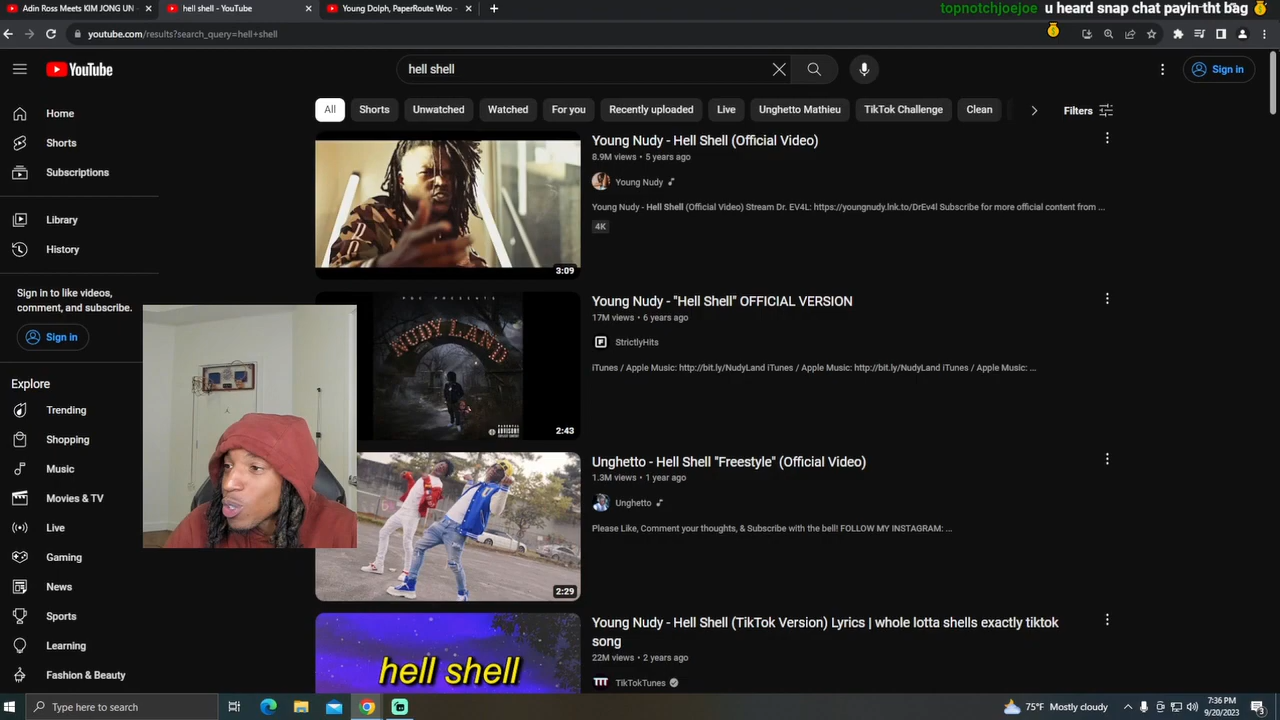 Adin Ross Meets KIM JONG UN -
hell shell - YouTube
Young Dolph, PaperRoute Woo -
topnotchjoejoe u heard snap chat payin tht bag
youtube.com/results?search_query=hell+shell
YouTube
hell shell
Sign in
All
Shorts
Unwatched
Watched
For you
Recently uploaded
Live
Unghetto Mathieu
TikTok Challenge
Clean
Filters
Home
Shorts
Subscriptions
Library
History
Sign in to like videos,
comment, and subscribe.
Sign in
Explore
Trending
Shopping
Music
Movies & TV
Live
Gaming
News
Sports
Learning
Fashion & Beauty
3:09
Young Nudy - Hell Shell (Official Video)
8.9M views • 5 years ago
Young Nudy
Young Nudy - Hell Shell (Official Video) Stream Dr. EV4L: https://youngnudy.lnk.to/DrEv4l Subscribe for more official content from ...
4K
NUDY LAND
2:43
Young Nudy - "Hell Shell" OFFICIAL VERSION
17M views • 6 years ago
StrictlyHits
iTunes / Apple Music: http://bit.ly/NudyLand iTunes / Apple Music: http://bit.ly/NudyLand iTunes / Apple Music: ...
2:29
Unghetto - Hell Shell "Freestyle" (Official Video)
1.3M views • 1 year ago
Unghetto
Please Like, Comment your thoughts, & Subscribe with the bell! FOLLOW MY INSTAGRAM: ...
hell shell
Young Nudy - Hell Shell (TikTok Version) Lyrics | whole lotta shells exactly tiktok
song
22M views • 2 years ago
TikTokTunes
Type here to search
75°F Mostly cloudy
7:36 PM
9/20/2023